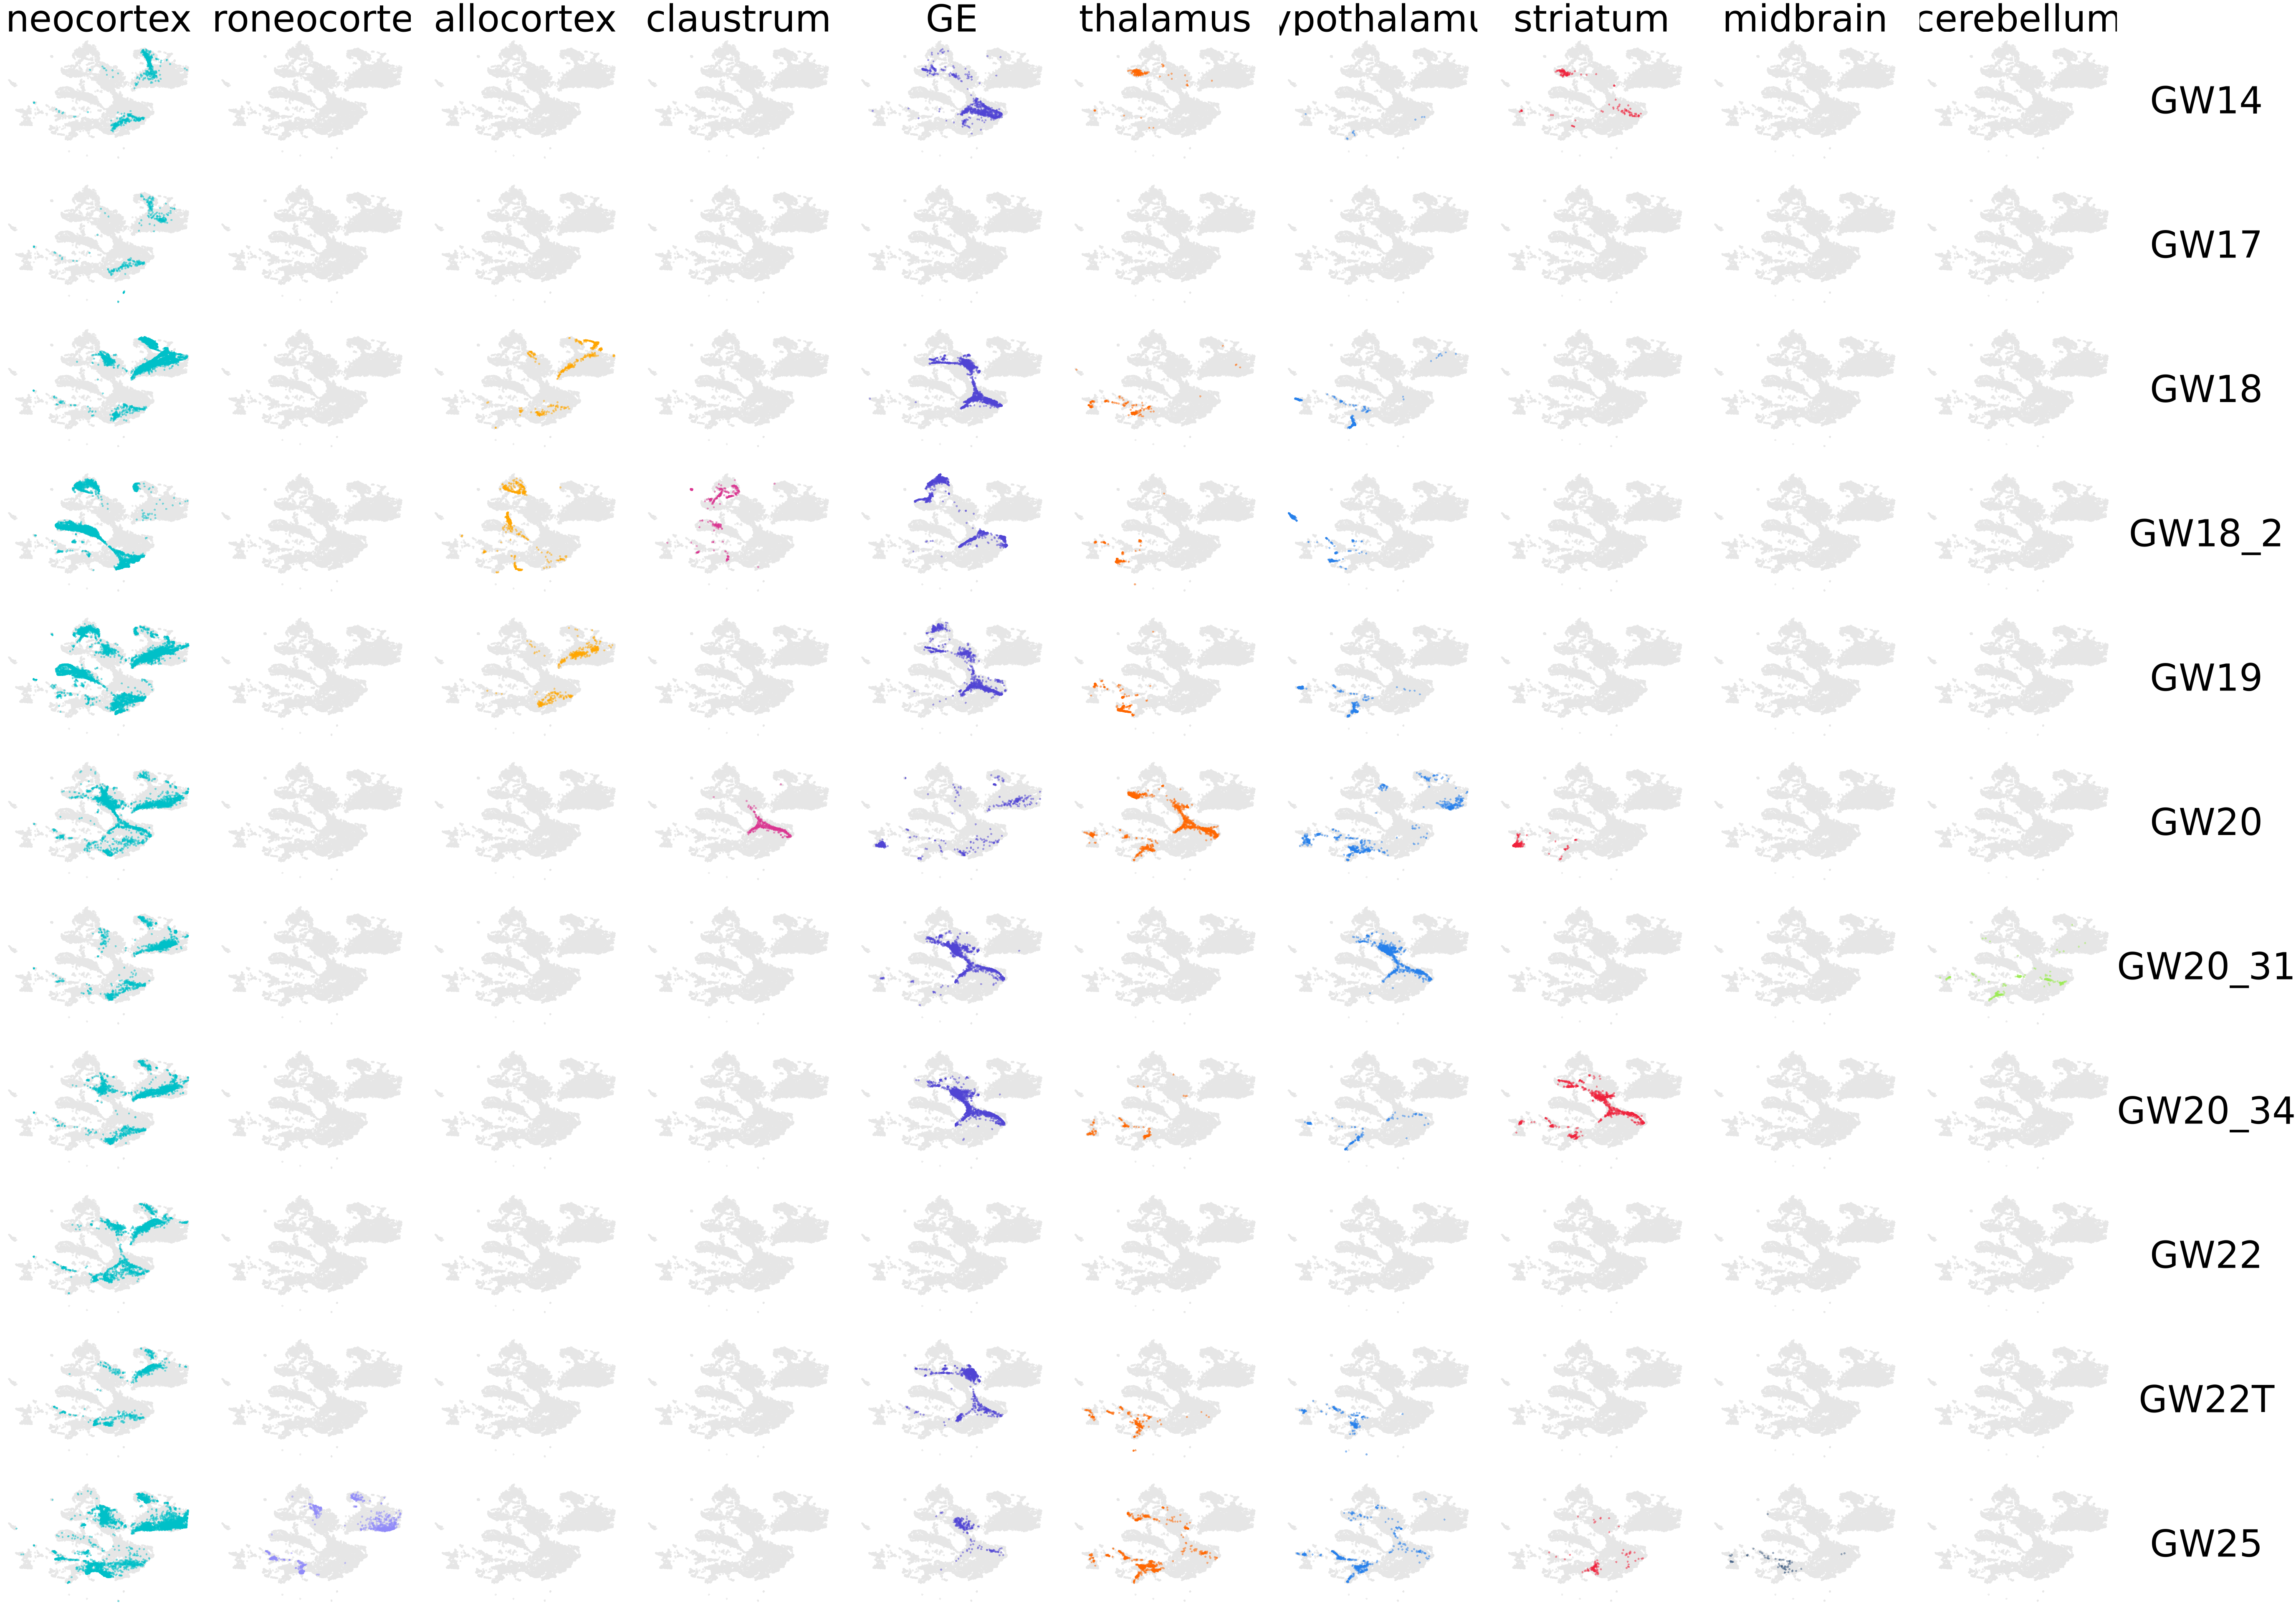 neocortex roneocorte allocortex claustrum GE thalamus ypothalamu striatum midbrain cerebellum
GW14
GW17
GW18
GW18_2
GW19
GW20
GW20_31
GW20_34
GW22
GW22T
GW25